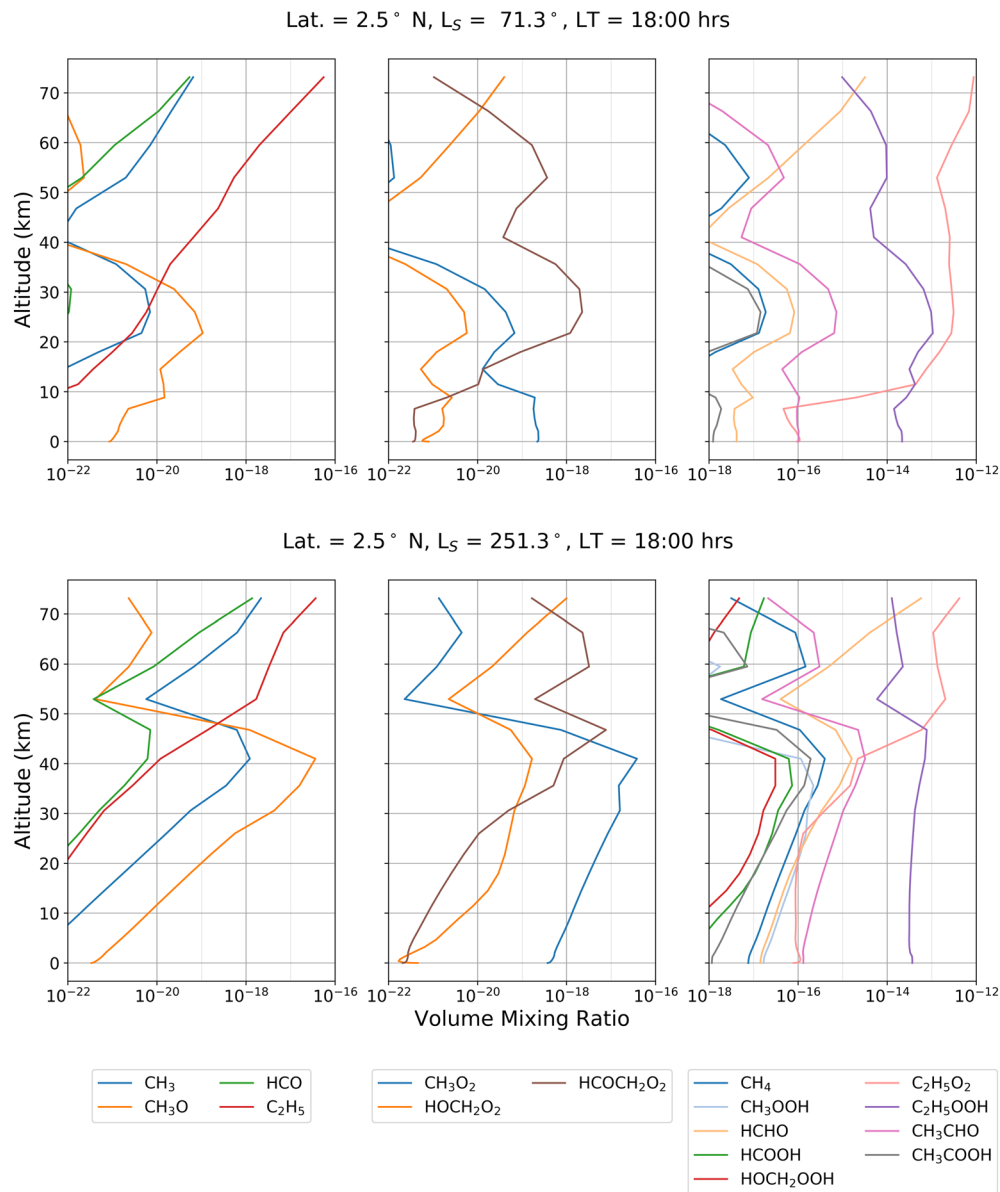 Lat. = 2.5° N, L_S = 71.3°, LT = 18:00 hrs
Altitude (km)
70
60
50
40
30
20
10
0
10^-22 10^-20 10^-18 10^-16
10^-22 10^-20 10^-18 10^-16
10^-18 10^-16 10^-14 10^-12
Lat. = 2.5° N, L_S = 251.3°, LT = 18:00 hrs
Altitude (km)
70
60
50
40
30
20
10
0
10^-22 10^-20 10^-18 10^-16
10^-22 10^-20 10^-18 10^-16
10^-18 10^-16 10^-14 10^-12
Volume Mixing Ratio
CH₃ HCO
CH₃O C₂H₅
CH₃O₂ HCOCH₂O₂
HOCH₂O₂
CH₄ C₂H₅O₂
CH₃OOH C₂H₅OOH
HCHO CH₃CHO
HCOOH CH₃COOH
HOCH₂OOH